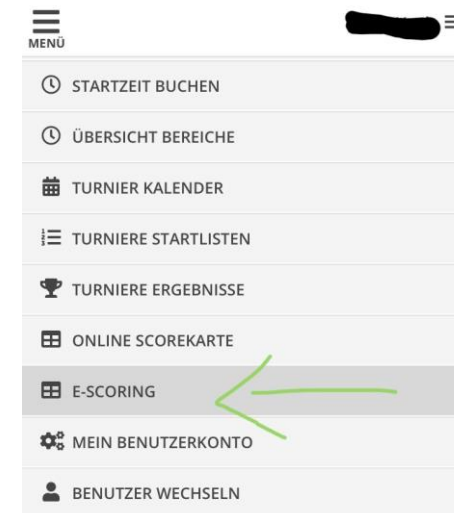 MENÜ
STARTZEIT BUCHEN
ÜBERSICHT BEREICHE
TURNIER KALENDER
TURNIERE STARTLISTEN
TURNIERE ERGEBNISSE
ONLINE SCOREKARTE
E-SCORING
MEIN BENUTZERKONTO
BENUTZER WECHSELN